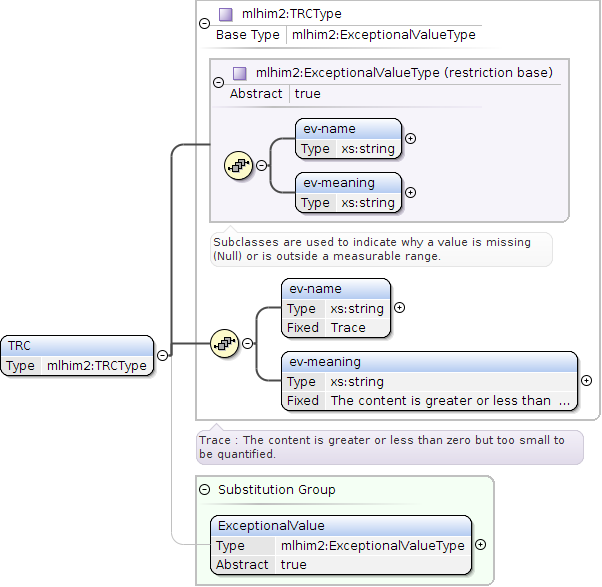 mlhim2:TRCType
Base Type mlhim2:ExceptionalValueType
mlhim2:ExceptionalValueType (restriction base)
Abstract true
ev-name
Type xs:string
ev-meaning
Type xs:string
Subclasses are used to indicate why a value is missing
(Null) or is outside a measurable range.
ev-name
Type xs:string
Fixed Trace
TRC
Type mlhim2:TRCType
ev-meaning
Type xs:string
Fixed The content is greater or less than ...
Trace : The content is greater or less than zero but too small to
be quantified.
Substitution Group
ExceptionalValue
Type mlhim2:ExceptionalValueType
Abstract true